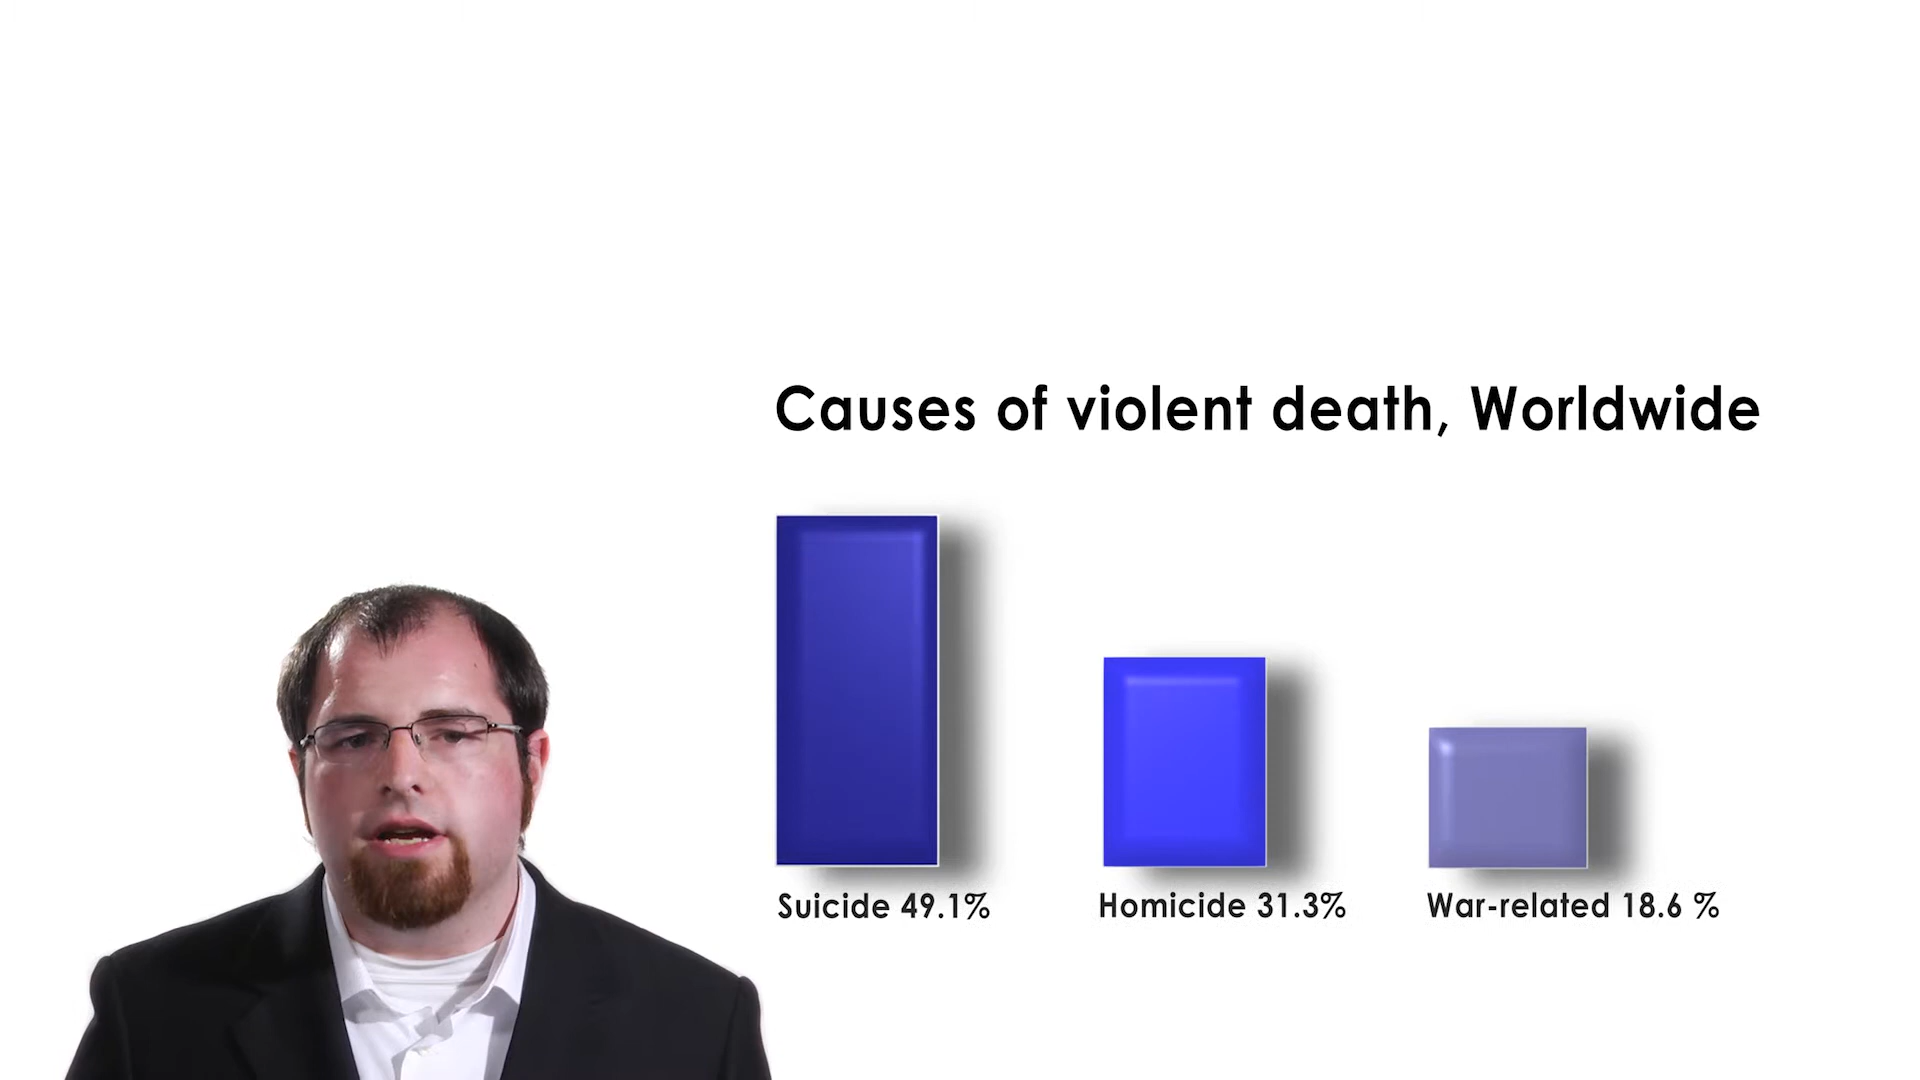 Causes of violent death, Worldwide
Suicide 49.1%
Homicide 31.3%
War-related 18.6 %